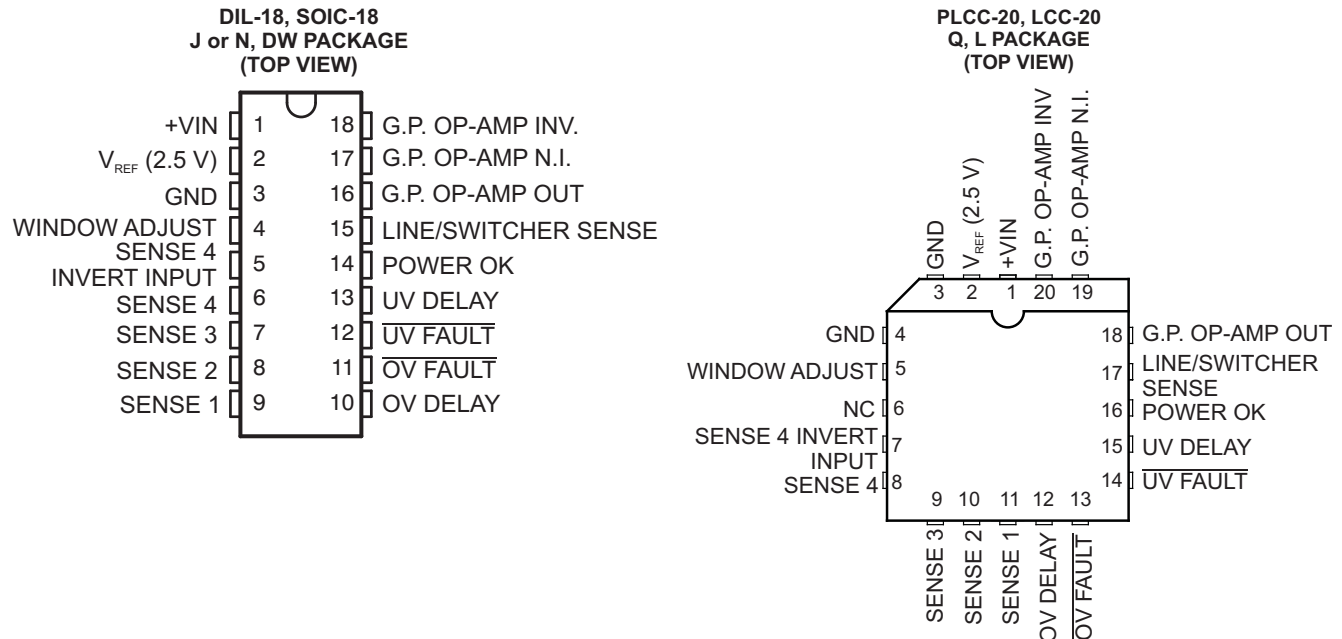 DIL-18, SOIC-18
J or N, DW PACKAGE
(TOP VIEW)
+VIN 1 18 G.P. OP-AMP INV.
VREF (2.5 V) 2 17 G.P. OP-AMP N.I.
GND 3 16 G.P. OP-AMP OUT
WINDOW ADJUST 4 15 LINE/SWITCHER SENSE
SENSE 4
INVERT INPUT 5 14 POWER OK
SENSE 4 6 13 UV DELAY
SENSE 3 7 12 UV FAULT
SENSE 2 8 11 OV FAULT
SENSE 1 9 10 OV DELAY
PLCC-20, LCC-20
Q, L PACKAGE
(TOP VIEW)
GND
VREF (2.5 V)
+VIN
G.P. OP-AMP INV
G.P. OP-AMP N.I.
3 2 1 20 19
GND 4 18 G.P. OP-AMP OUT
WINDOW ADJUST 5 17 LINE/SWITCHER
SENSE
NC 6 16 POWER OK
SENSE 4 INVERT
INPUT 7 15 UV DELAY
SENSE 4 8 14 UV FAULT
9 10 11 12 13
SENSE 3
SENSE 2
SENSE 1
OV DELAY
OV FAULT